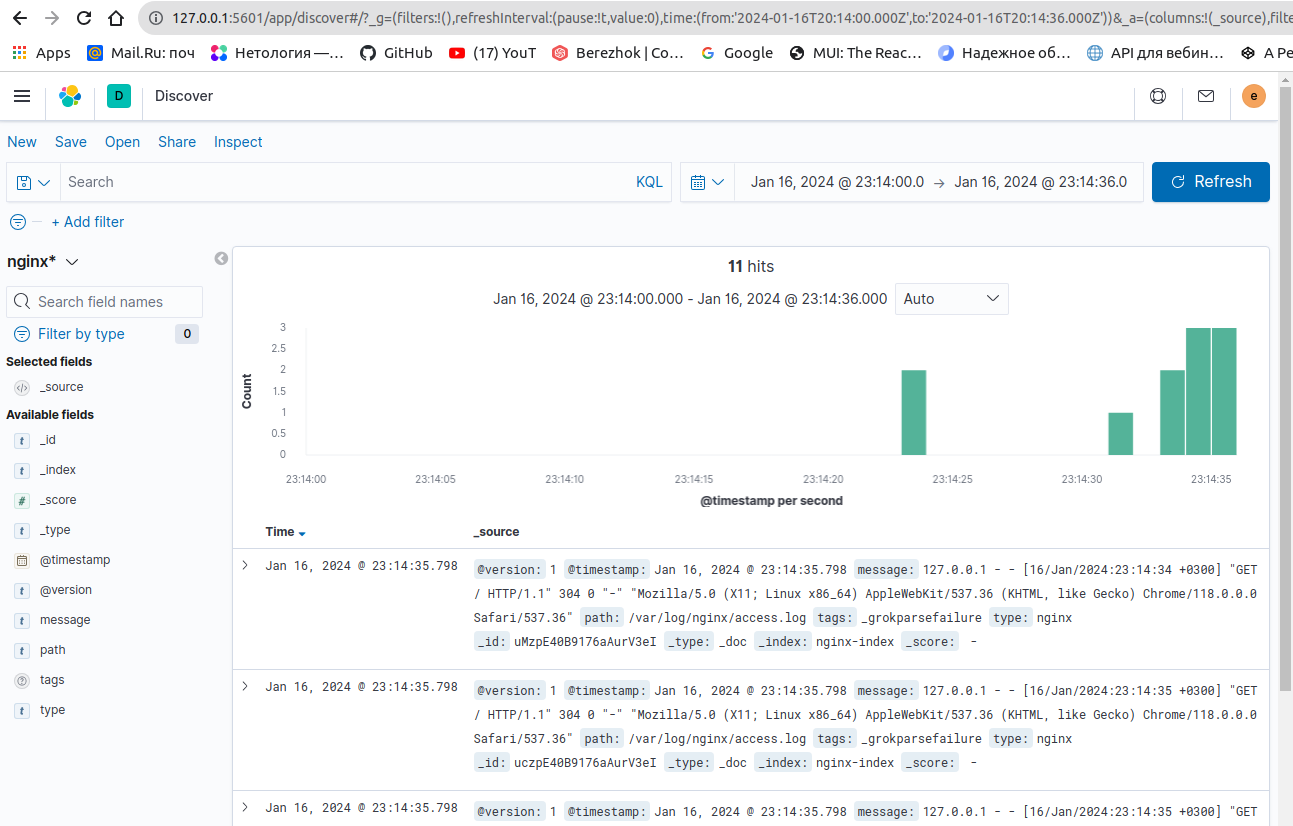 127.0.0.1:5601/app/discover#/?_g=(filters:!(),refreshInterval:(pause:!t,value:0),time:(from:'2024-01-16T20:14:00.000Z',to:'2024-01-16T20:14:36.000Z'))&_a=(columns:!(_source),filte
Apps Mail.Ru: поч Нетология —… GitHub (17) YouT Berezhok | Co… Google MUI: The Reac… Надежное об… API для вебин… A Pe
D Discover e
New Save Open Share Inspect
Search KQL Jan 16, 2024 @ 23:14:00.0 → Jan 16, 2024 @ 23:14:36.0 Refresh
+ Add filter
nginx*
Search field names
Filter by type 0
Selected fields
_source
Available fields
t _id
t _index
# _score
t _type
@timestamp
t @version
t message
t path
tags
t type
11 hits
Jan 16, 2024 @ 23:14:00.000 - Jan 16, 2024 @ 23:14:36.000 Auto
Count
3
2.5
2
1.5
1
0.5
0
23:14:00 23:14:05 23:14:10 23:14:15 23:14:20 23:14:25 23:14:30 23:14:35
@timestamp per second
Time _source
Jan 16, 2024 @ 23:14:35.798 @version: 1 @timestamp: Jan 16, 2024 @ 23:14:35.798 message: 127.0.0.1 - - [16/Jan/2024:23:14:34 +0300] "GET
/ HTTP/1.1" 304 0 "-" "Mozilla/5.0 (X11; Linux x86_64) AppleWebKit/537.36 (KHTML, like Gecko) Chrome/118.0.0.0
Safari/537.36" path: /var/log/nginx/access.log tags: _grokparsefailure type: nginx
_id: uMzpE40B9176aAurV3eI _type: _doc _index: nginx-index _score: -
Jan 16, 2024 @ 23:14:35.798 @version: 1 @timestamp: Jan 16, 2024 @ 23:14:35.798 message: 127.0.0.1 - - [16/Jan/2024:23:14:35 +0300] "GET
/ HTTP/1.1" 304 0 "-" "Mozilla/5.0 (X11; Linux x86_64) AppleWebKit/537.36 (KHTML, like Gecko) Chrome/118.0.0.0
Safari/537.36" path: /var/log/nginx/access.log tags: _grokparsefailure type: nginx
_id: uczpE40B9176aAurV3eI _type: _doc _index: nginx-index _score: -
Jan 16, 2024 @ 23:14:35.798 @version: 1 @timestamp: Jan 16, 2024 @ 23:14:35.798 message: 127.0.0.1 - - [16/Jan/2024:23:14:35 +0300] "GET